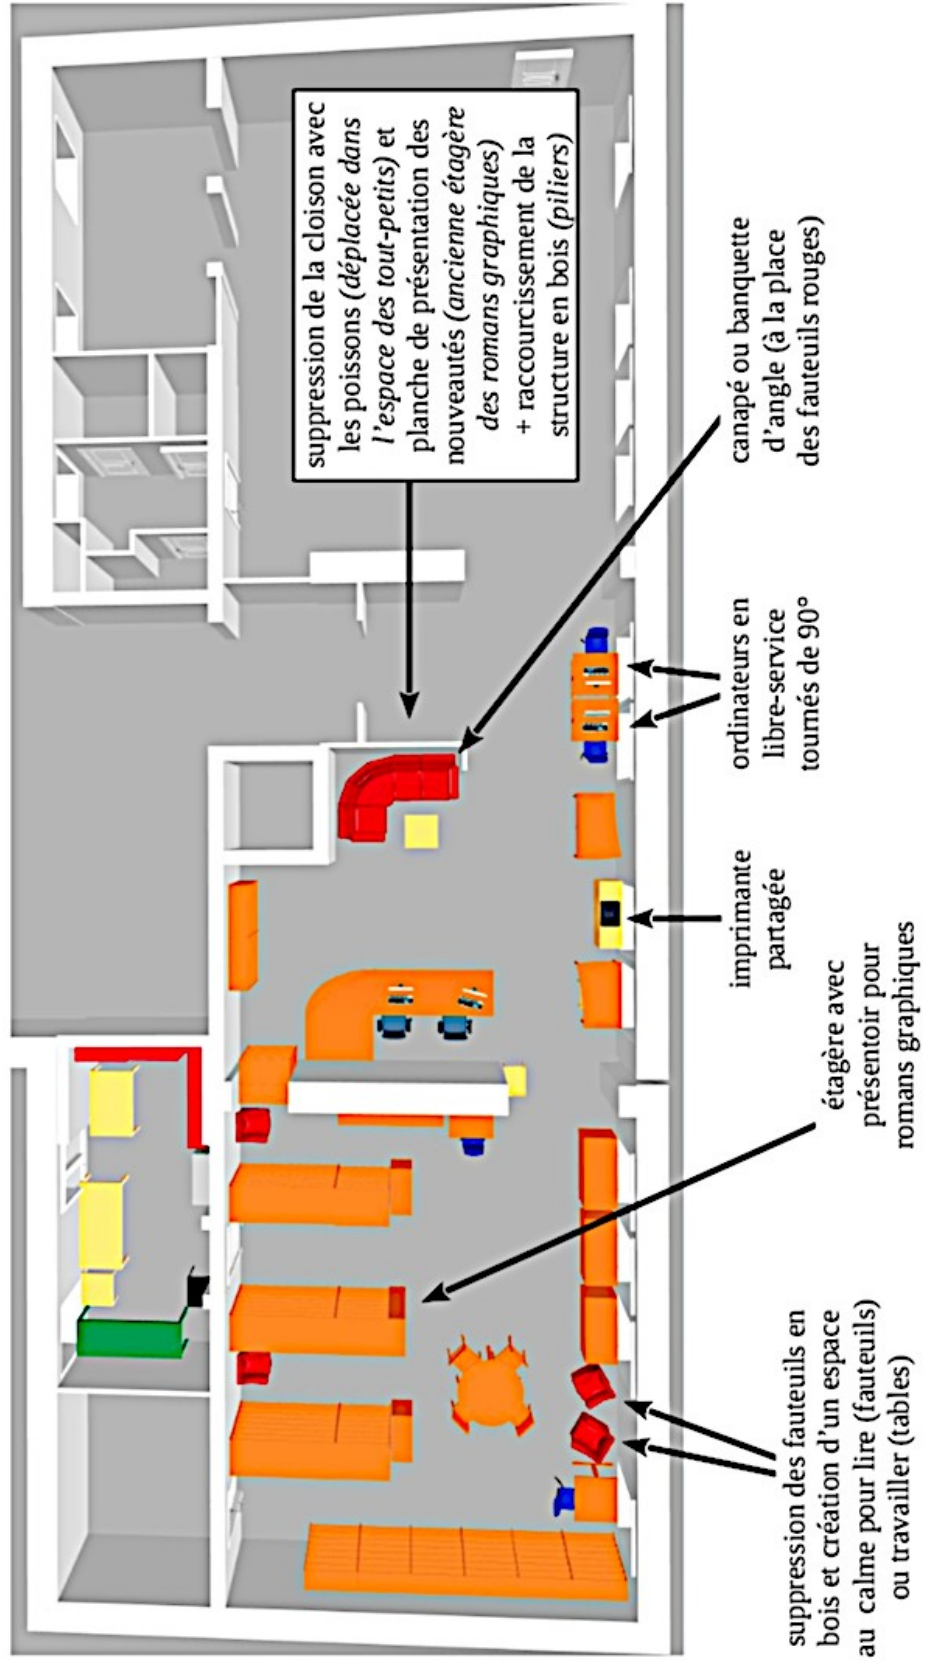 suppression de la cloison avec
les poissons (déplacée dans
l'espace des tout-petits) et
planche de présentation des
nouveautés (ancienne étagère
des romans graphiques)
+ raccourcissement de la
structure en bois (piliers)
canapé ou banquette
d'angle (à la place
des fauteuils rouges)
ordinateurs en
libre-service
tournés de 90°
imprimante
partagée
étagère avec
présentoir pour
romans graphiques
suppression des fauteuils en
bois et création d'un espace
au calme pour lire (fauteuils)
ou travailler (tables)